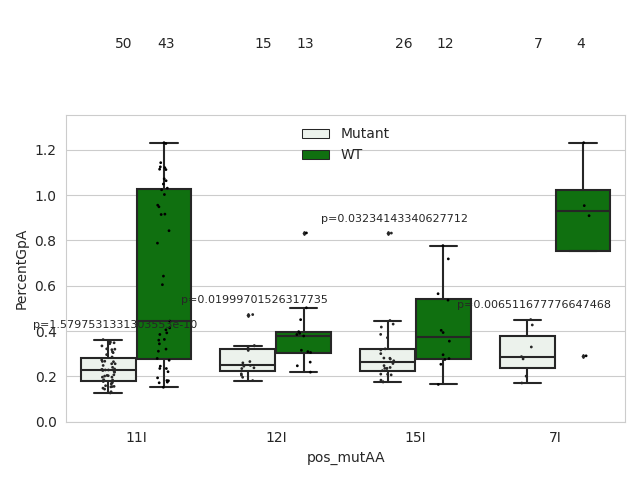 50 43 15 13 26 12 7 4
Mutant
WT
1.2
1.0
0.8
0.6
0.4
0.2
0.0
PercentGpA
p=0.03234143340627712
p=0.01999701526317735
p=0.006511677776647468
11I 12I 15I 7I
pos_mutAA